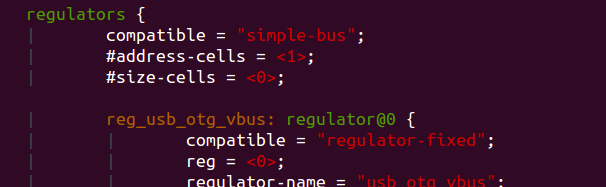 regulators {
compatible = "simple-bus";
#address-cells = <1>;
#size-cells = <0>;
reg_usb_otg_vbus: regulator@0 {
compatible = "regulator-fixed";
reg = <0>;
regulator-name = "usb_otg_vbus";